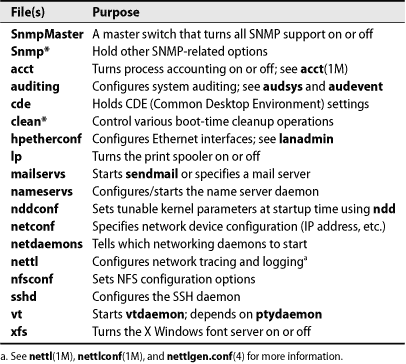 File(s) Purpose
SnmpMaster A master switch that turns all SNMP support on or off
Snmp* Hold other SNMP-related options
acct Turns process accounting on or off; see acct(1M)
auditing Configures system auditing; see audsys and audevent
cde Holds CDE (Common Desktop Environment) settings
clean* Control various boot-time cleanup operations
hpetherconf Configures Ethernet interfaces; see lanadmin
lp Turns the print spooler on or off
mailservs Starts sendmail or specifies a mail server
nameservs Configures/starts the name server daemon
nddconf Sets tunable kernel parameters at startup time using ndd
netconf Specifies network device configuration (IP address, etc.)
netdaemons Tells which networking daemons to start
nettl Configures network tracing and logginga
nfsconf Sets NFS configuration options
sshd Configures the SSH daemon
vt Starts vtdaemon; depends on ptydaemon
xfs Turns the X Windows font server on or off
a. See nettl(1M), nettlconf(1M), and nettlgen.conf(4) for more information.